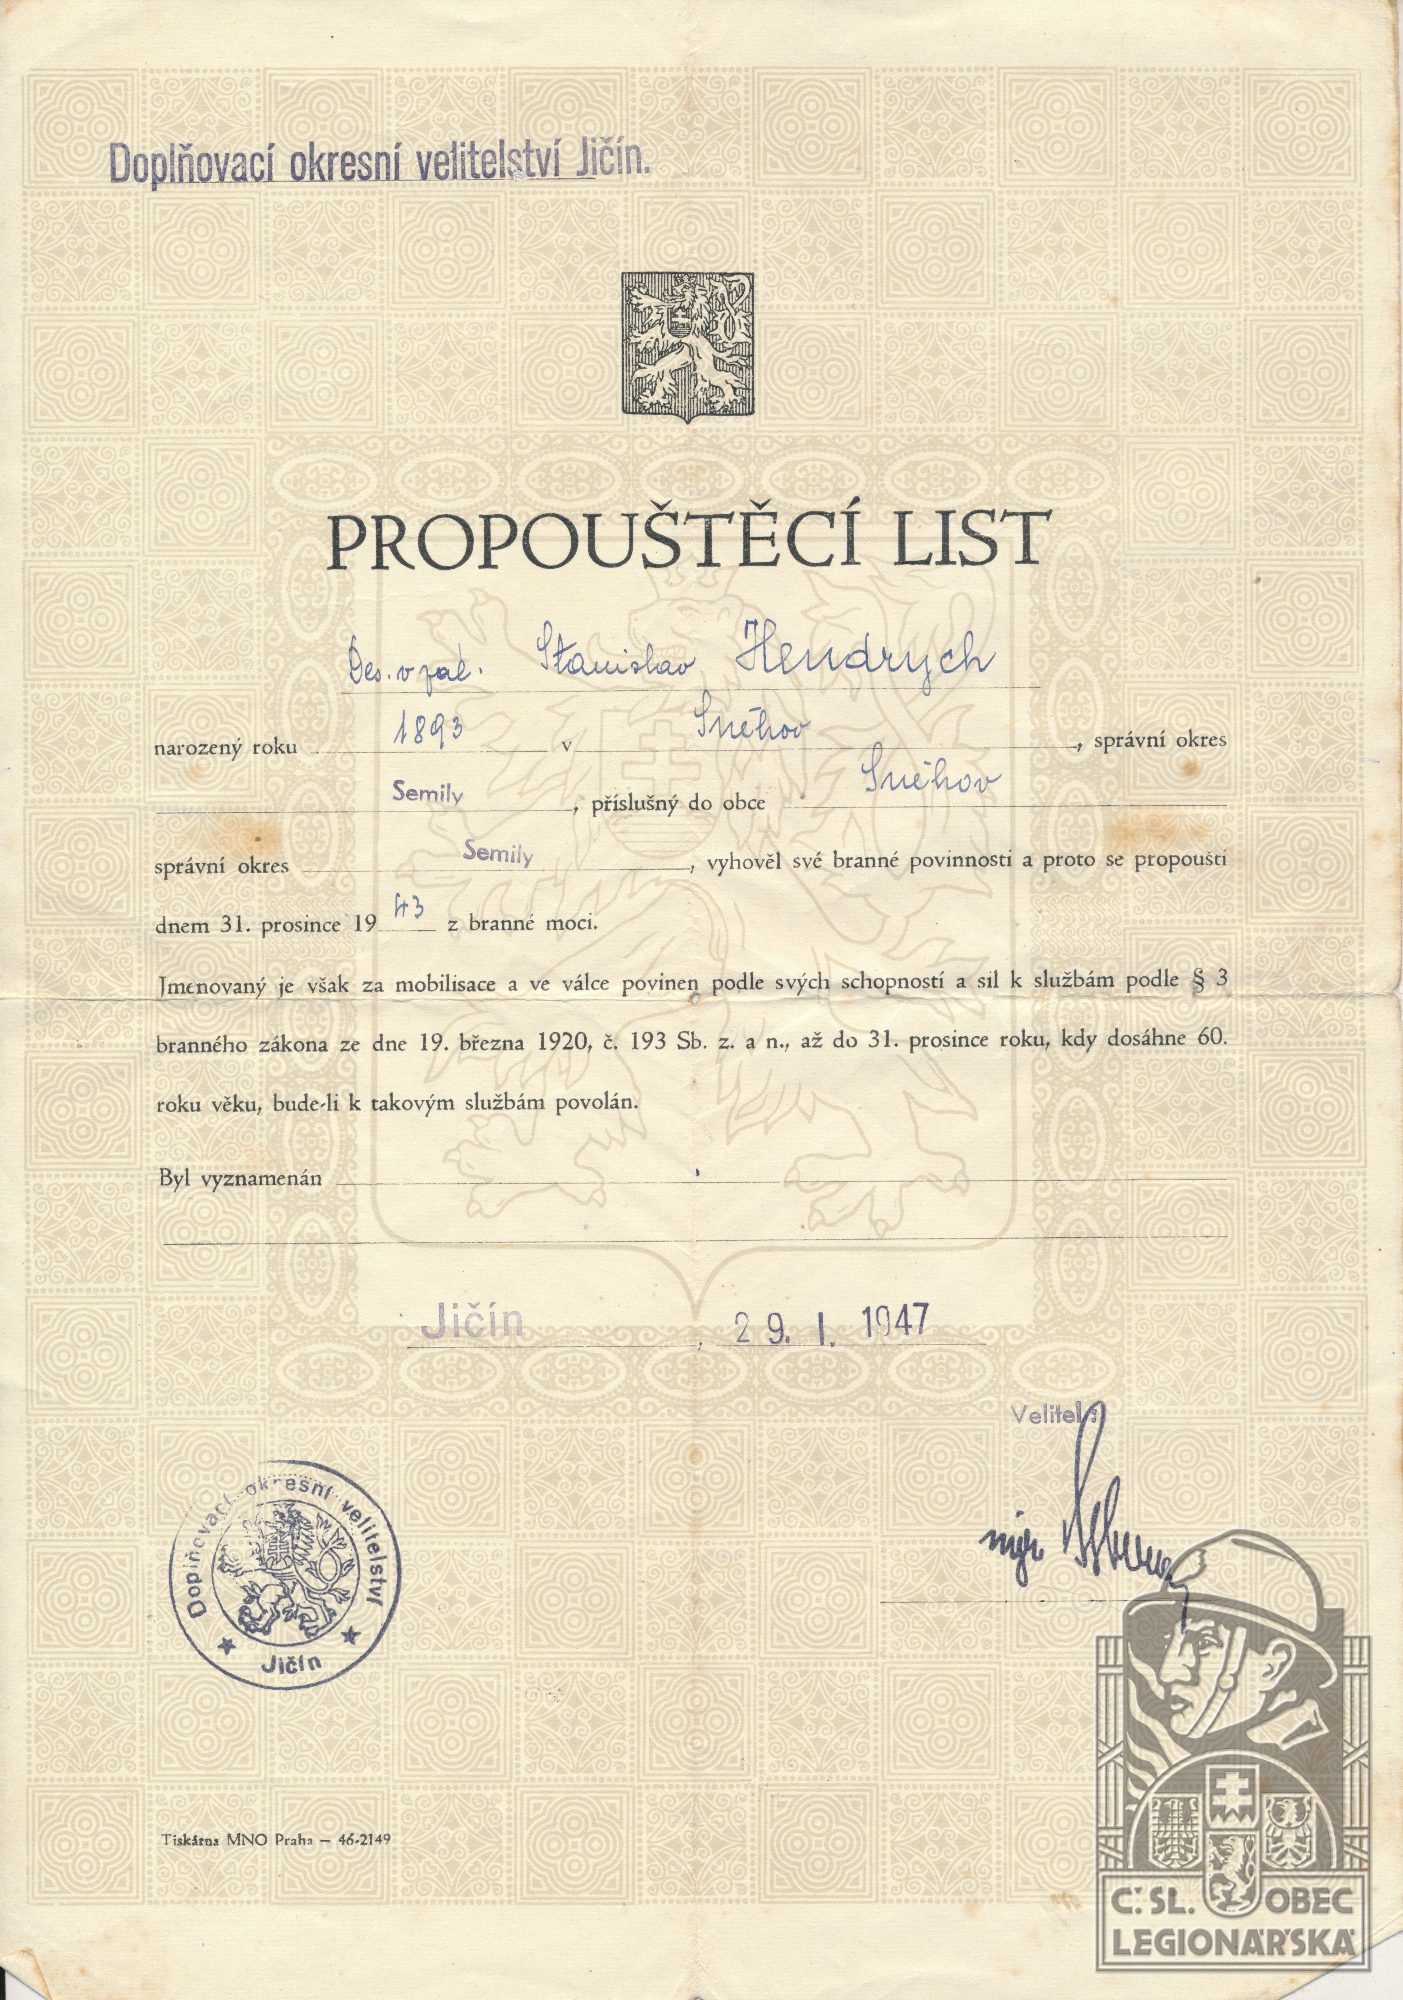 Doplňovací okresní velitelství Jičín.
PROPOUŠTĚCÍ LIST
Des. v zál. Stanislav Hendrych
narozený roku 1893 v Sněhov, správní okres
Semily, příslušný do obce Sněhov
správní okres Semily, vyhověl své branné povinnosti a proto se propouští
dnem 31. prosince 1943 z branné moci.
Jmenovaný je však za mobilisace a ve válce povinen podle svých schopností a sil k službám podle § 3
branného zákona ze dne 19. března 1920, č. 193 Sb. z. a n., až do 31. prosince roku, kdy dosáhne 60.
roku věku, bude-li k takovým službám povolán.
Byl vyznamenán
Jičín, 29. I. 1947
Velitel:
mjr
Doplňovací okresní velitelství
Jičín
Tiskárna MNO Praha – 46-2149
Č. SL. OBEC
LEGIONÁŘSKÁ